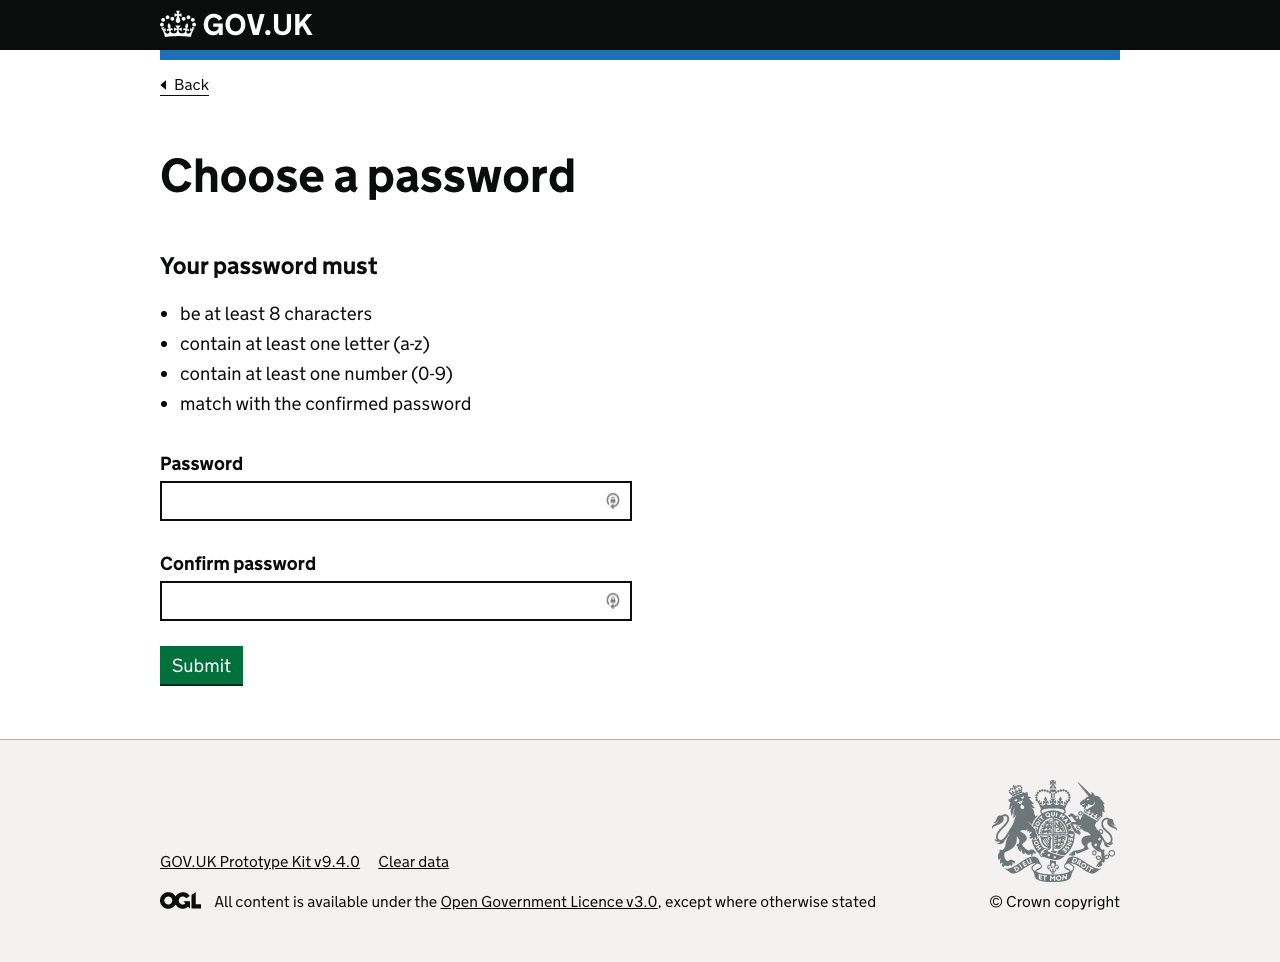 GOV.UK
Back
Choose a password
Your password must
be at least 8 characters
contain at least one letter (a-z)
contain at least one number (0-9)
match with the confirmed password
Password
Confirm password
Submit
GOV.UK Prototype Kit v9.4.0 Clear data
OGL All content is available under the Open Government Licence v3.0, except where otherwise stated
© Crown copyright